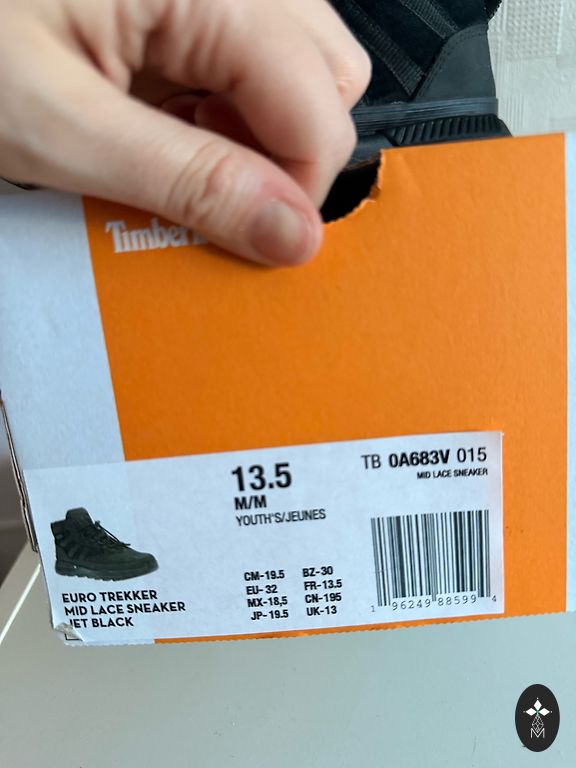 Timberl
13.5
M/M
YOUTH'S/JEUNES
TB 0A683V 015
MID LACE SNEAKER
CM-19.5 BZ-30
EU- 32 FR-13.5
MX-18,5 CN-195
JP- 19.5 UK-13
1 96249 88599 4
EURO TREKKER
MID LACE SNEAKER
JET BLACK
M